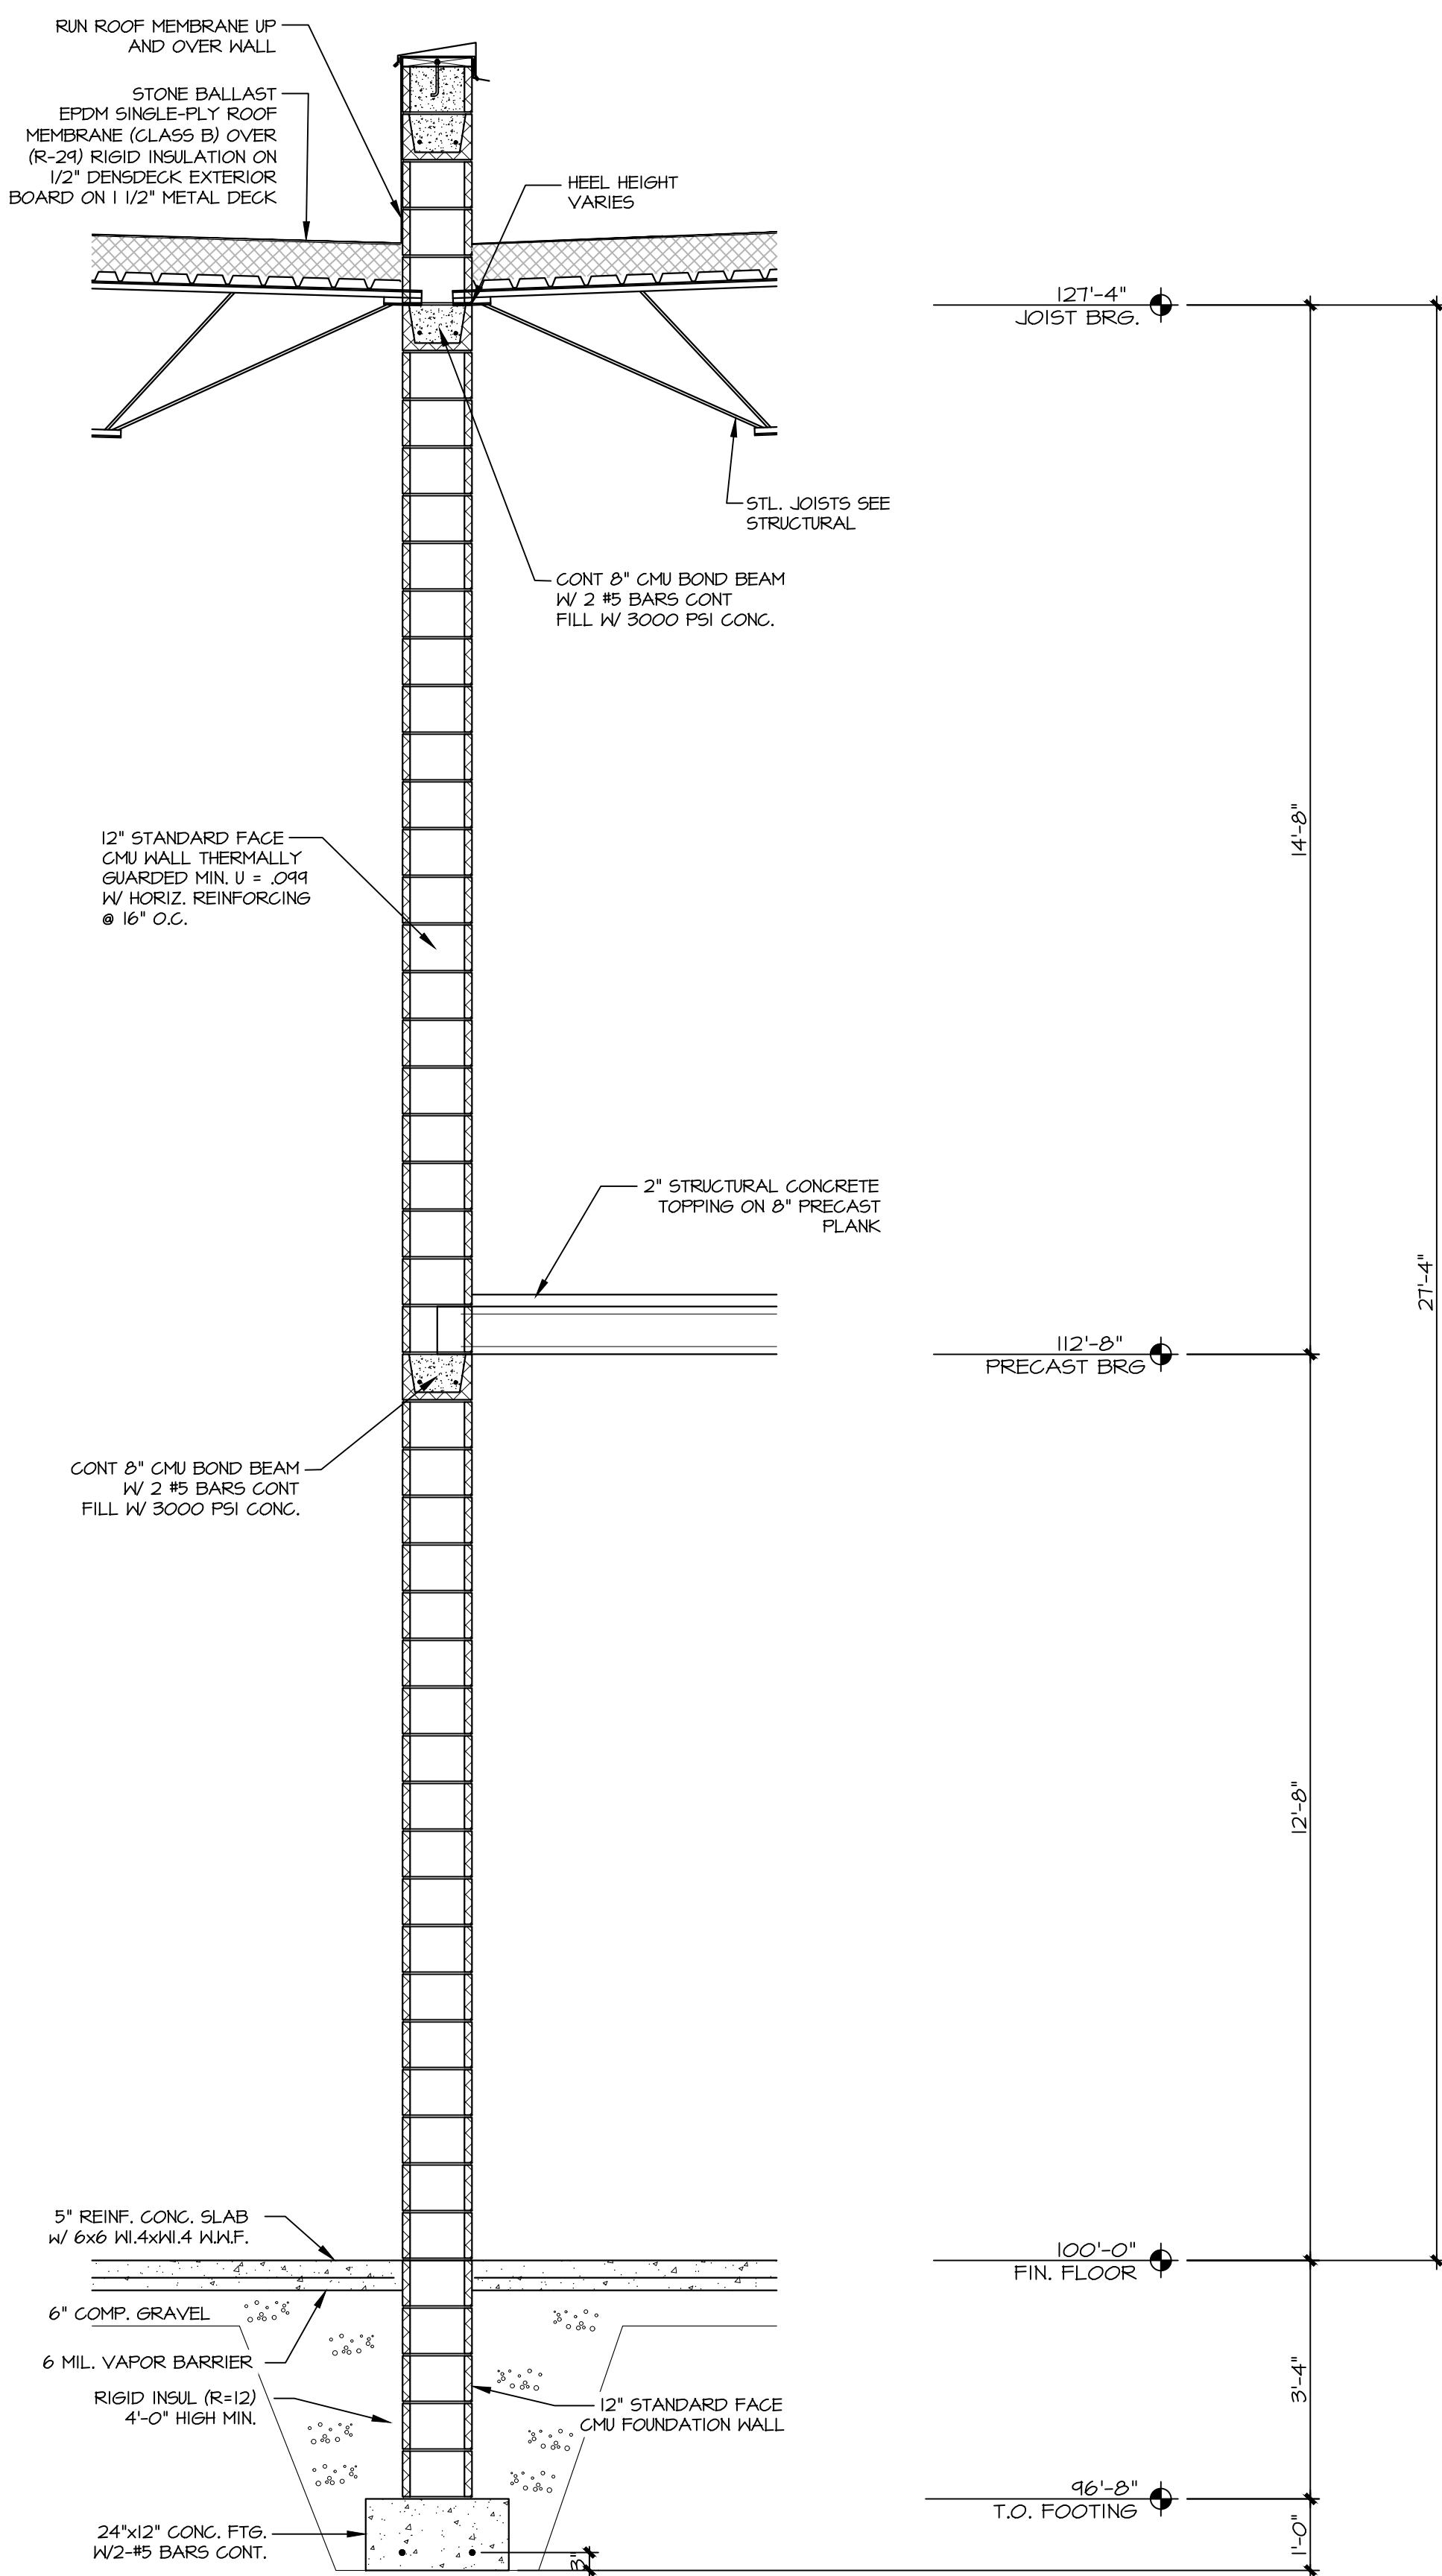 RUN ROOF MEMBRANE UP
AND OVER WALL
STONE BALLAST
EPDM SINGLE-PLY ROOF
MEMBRANE (CLASS B) OVER
(R-29) RIGID INSULATION ON
1/2" DENSDECK EXTERIOR
BOARD ON 1 1/2" METAL DECK
HEEL HEIGHT
VARIES
127'-4"
JOIST BRG.
STL. JOISTS SEE
STRUCTURAL
CONT 8" CMU BOND BEAM
W/ 2 #5 BARS CONT
FILL W/ 3000 PSI CONC.
14'-8"
12" STANDARD FACE
CMU WALL THERMALLY
GUARDED MIN. U = .099
W/ HORIZ. REINFORCING
@ 16" O.C.
2" STRUCTURAL CONCRETE
TOPPING ON 8" PRECAST
PLANK
27'-4"
112'-8"
PRECAST BRG
CONT 8" CMU BOND BEAM
W/ 2 #5 BARS CONT
FILL W/ 3000 PSI CONC.
12'-8"
5" REINF. CONC. SLAB
w/ 6x6 W1.4xW1.4 W.W.F.
100'-0"
FIN. FLOOR
6" COMP. GRAVEL
6 MIL. VAPOR BARRIER
RIGID INSUL (R=12)
4'-0" HIGH MIN.
12" STANDARD FACE
CMU FOUNDATION WALL
3'-4"
96'-8"
T.O. FOOTING
24"x12" CONC. FTG.
W/2-#5 BARS CONT.
3"
1'-0"